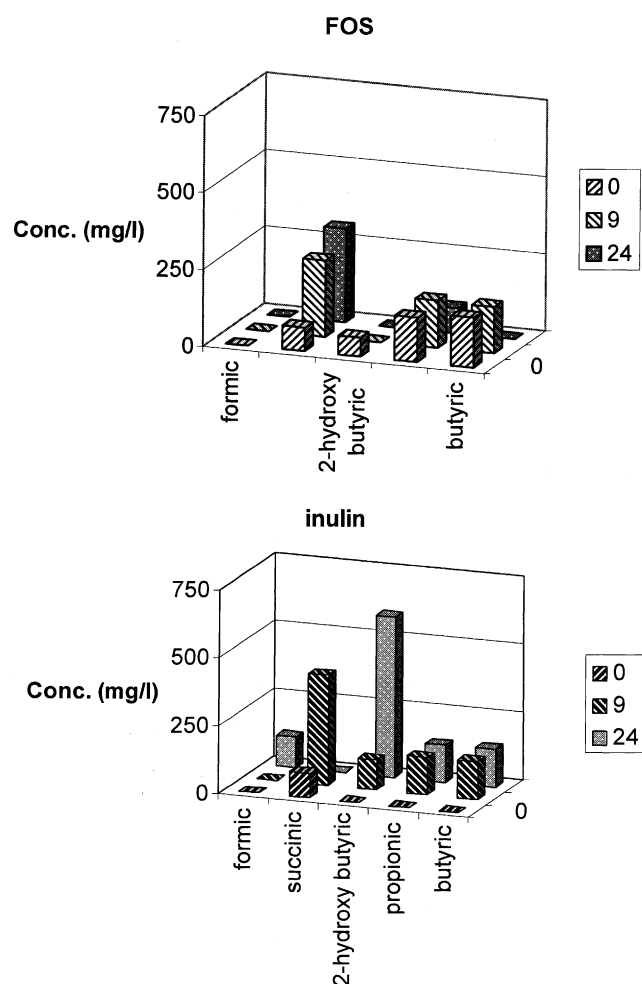 FOS
750
500
Conc. (mg/l)
250
0
0
9
24
0
formic
2-hydroxy
butyric
butyric
inulin
750
500
Conc. (mg/l)
250
0
0
9
24
0
formic
succinic
2-hydroxy butyric
propionic
butyric